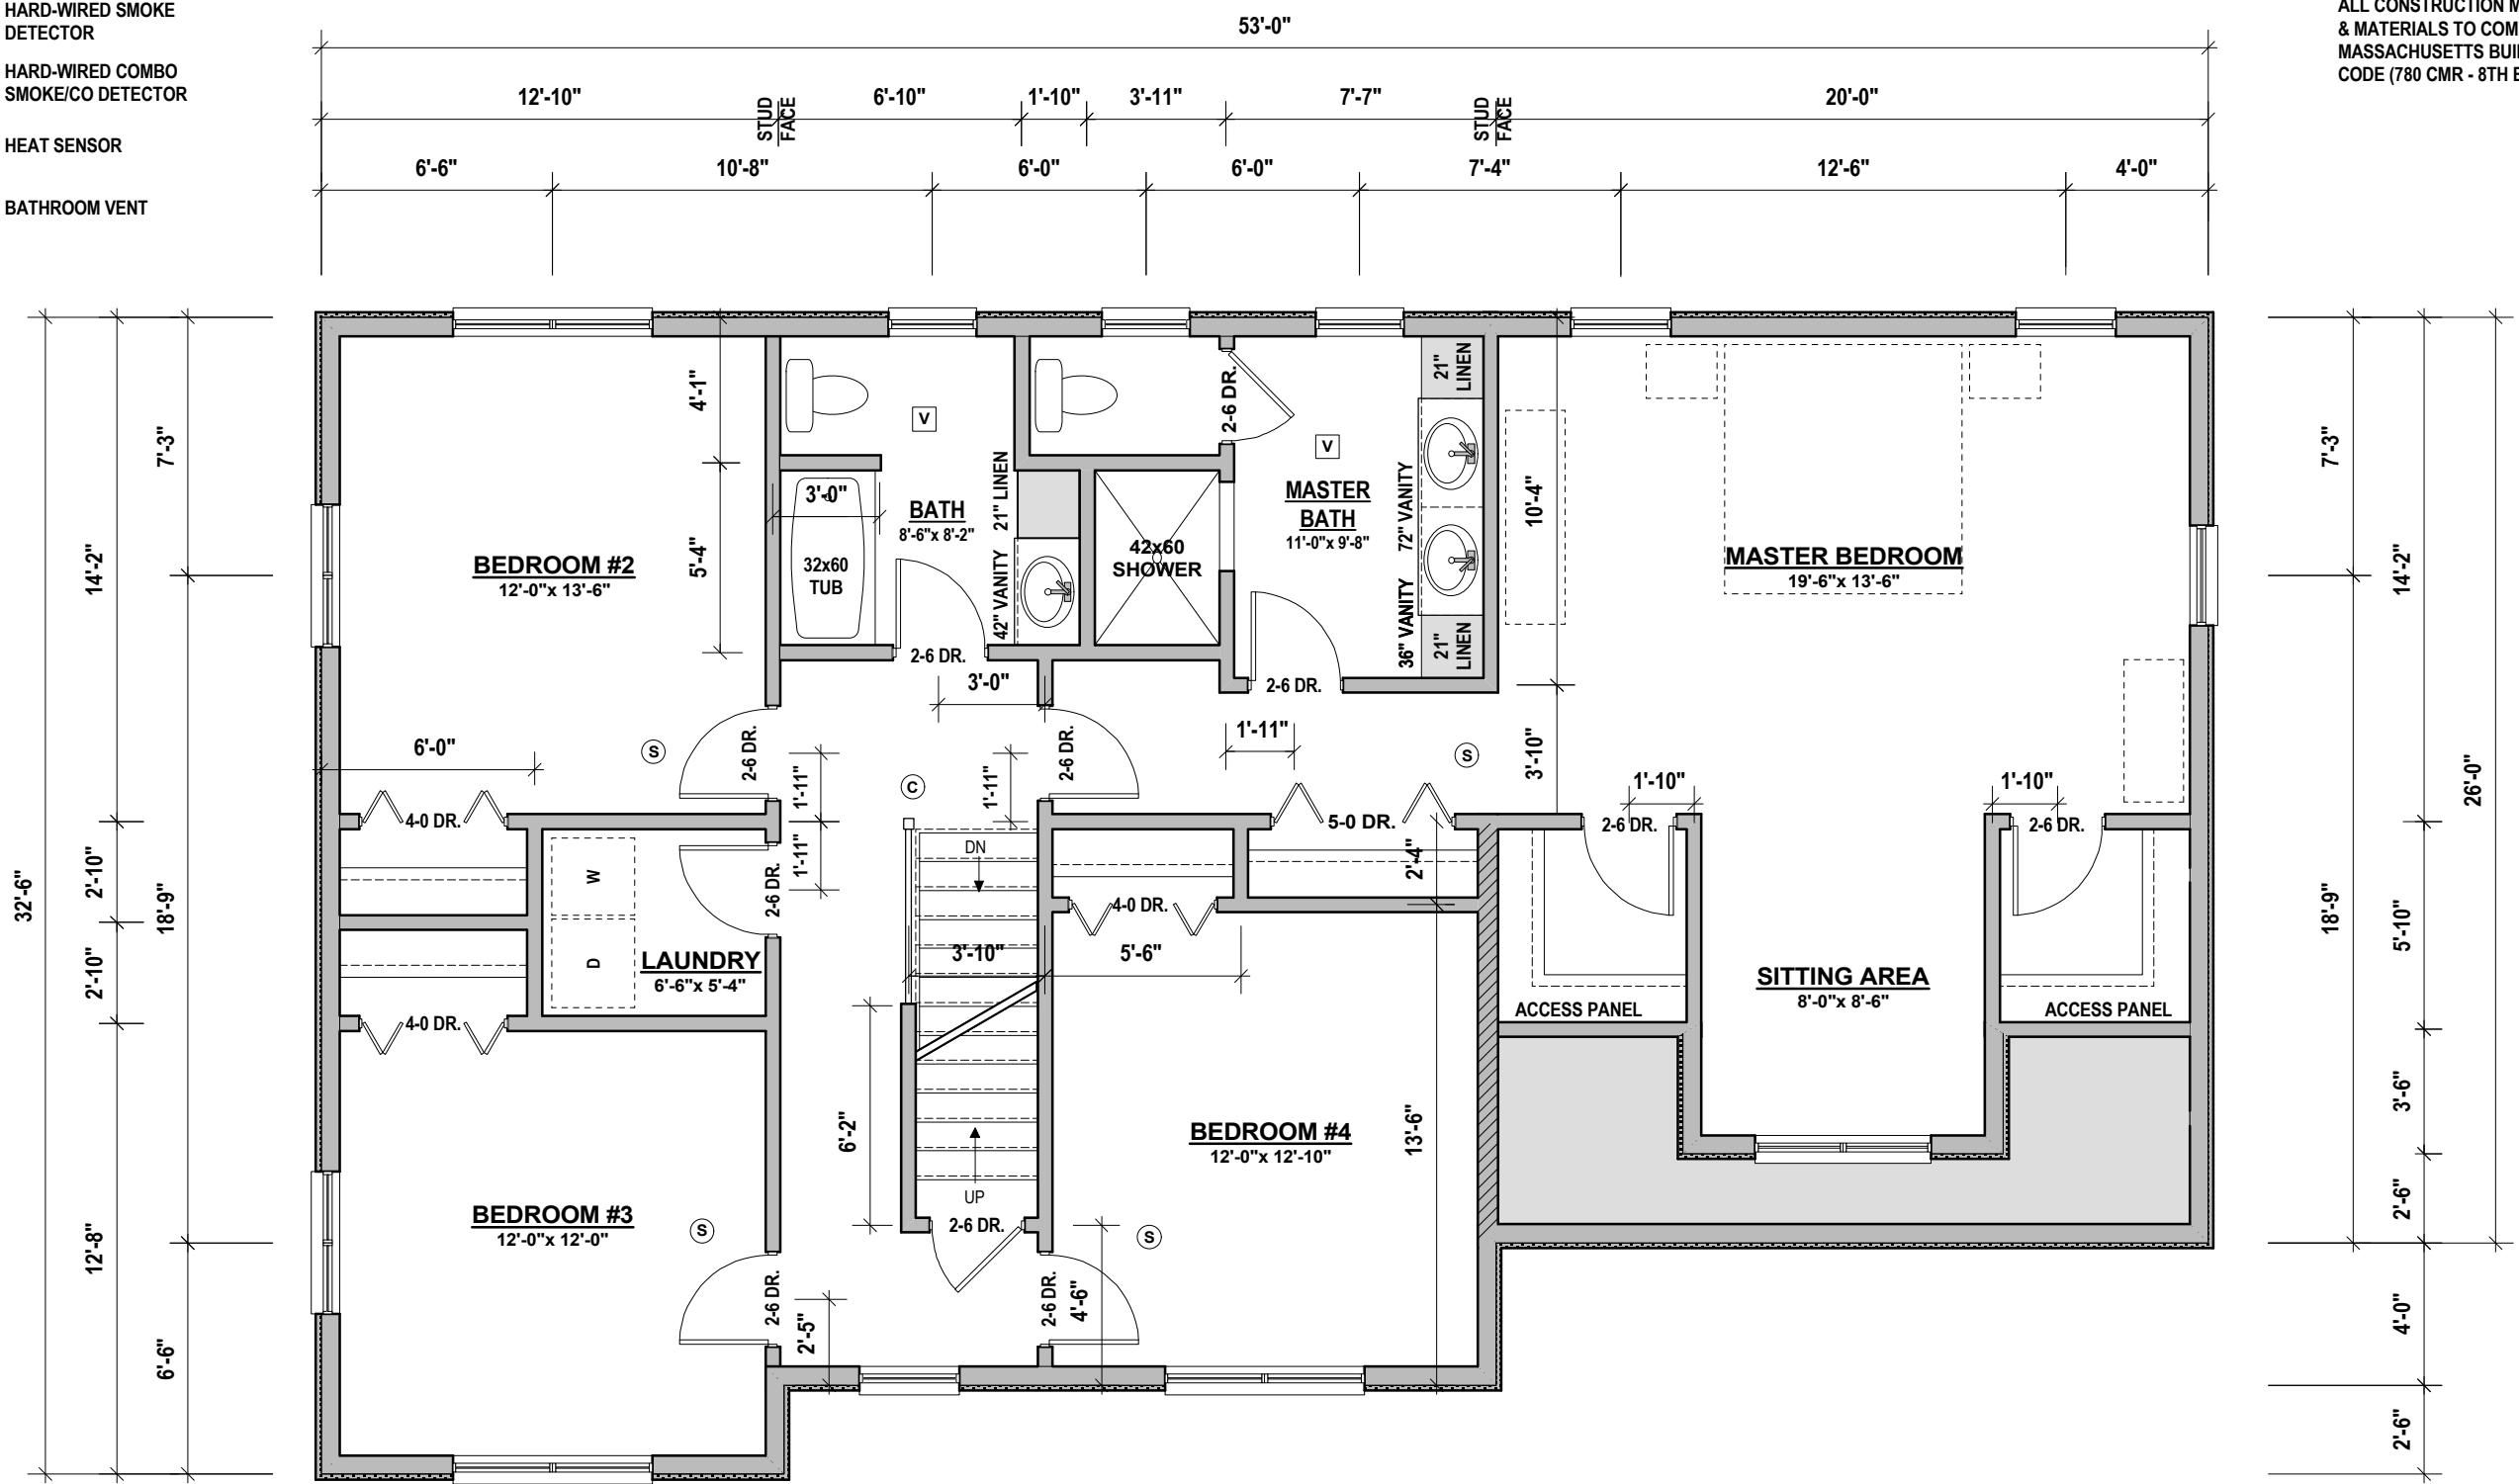 HARD-WIRED SMOKE
DETECTOR
HARD-WIRED COMBO
SMOKE/CO DETECTOR
HEAT SENSOR
BATHROOM VENT
ALL CONSTRUCTION M
& MATERIALS TO COM
MASSACHUSETTS BUI
CODE (780 CMR - 8TH E
53'-0"
12'-10"
STUD
FACE
6'-10"
1'-10"
3'-11"
7'-7"
STUD
FACE
20'-0"
6'-6"
10'-8"
6'-0"
6'-0"
7'-4"
12'-6"
4'-0"
32'-6"
14'-2"
2'-10"
2'-10"
12'-8"
7'-3"
18'-9"
6'-6"
BEDROOM #2
12'-0"x 13'-6"
6'-0"
4'-1"
5'-4"
S
2-6 DR.
4-0 DR.
3'-0"
32x60
TUB
V
BATH
8'-6"x 8'-2"
21" LINEN
42" VANITY
2-6 DR.
3'-0"
42x60
SHOWER
2-6 DR.
V
MASTER
BATH
11'-0"x 9'-8"
21"
LINEN
72" VANITY
36" VANITY
21"
LINEN
2-6 DR.
10'-4"
3'-10"
MASTER BEDROOM
19'-6"x 13'-6"
S
1'-11"
2-6 DR.
1'-11"
C
1'-11"
1'-11"
2-6 DR.
W
D
LAUNDRY
6'-6"x 5'-4"
4-0 DR.
DN
3'-10"
5'-6"
4-0 DR.
5-0 DR.
2'-4"
1'-10"
2-6 DR.
1'-10"
2-6 DR.
ACCESS PANEL
SITTING AREA
8'-0"x 8'-6"
ACCESS PANEL
6'-2"
UP
2-6 DR.
BEDROOM #4
12'-0"x 12'-10"
13'-6"
S
4'-6"
2-6 DR.
BEDROOM #3
12'-0"x 12'-0"
S
2-6 DR.
2'-5"
7'-3"
18'-9"
14'-2"
5'-10"
3'-6"
2'-6"
4'-0"
2'-6"
26'-0"